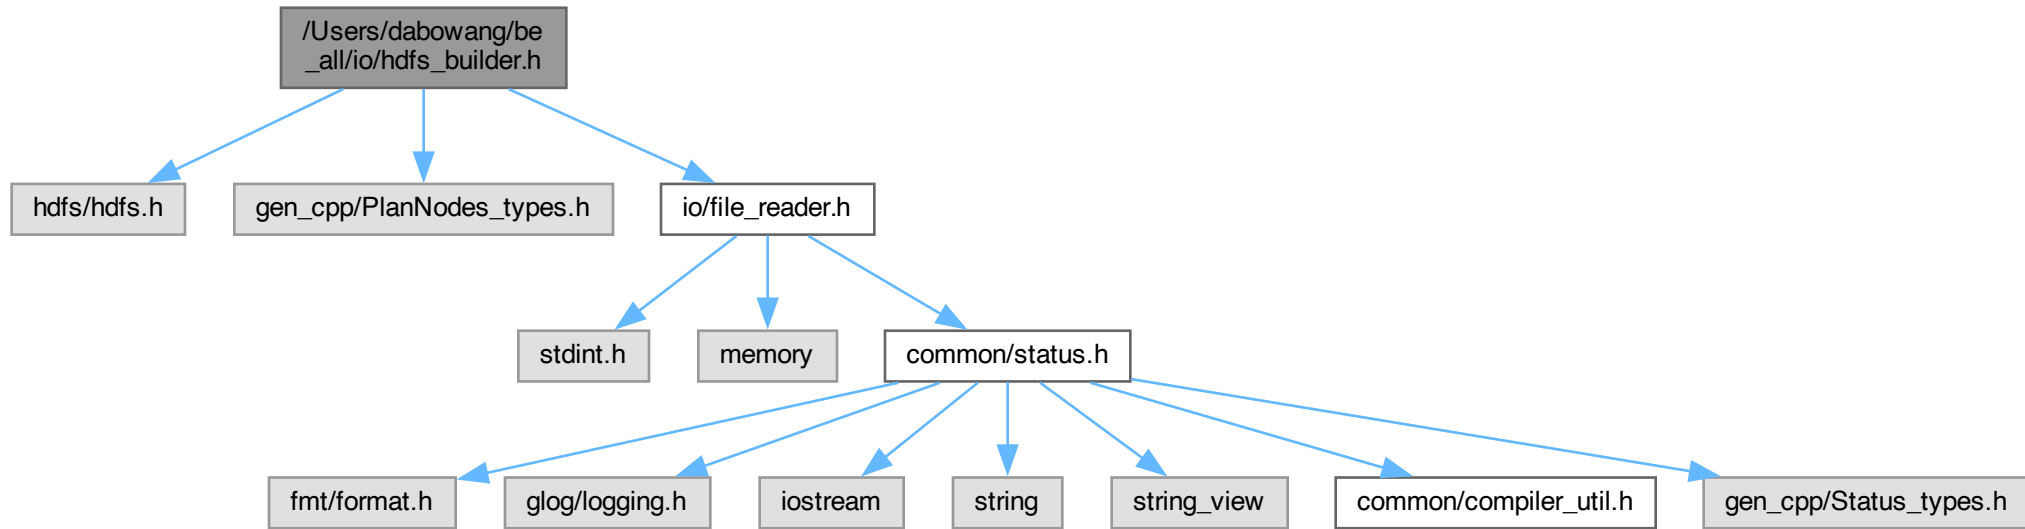 /Users/dabowang/be
_all/io/hdfs_builder.h
hdfs/hdfs.h
gen_cpp/PlanNodes_types.h
io/file_reader.h
stdint.h
memory
common/status.h
fmt/format.h
glog/logging.h
iostream
string
string_view
common/compiler_util.h
gen_cpp/Status_types.h